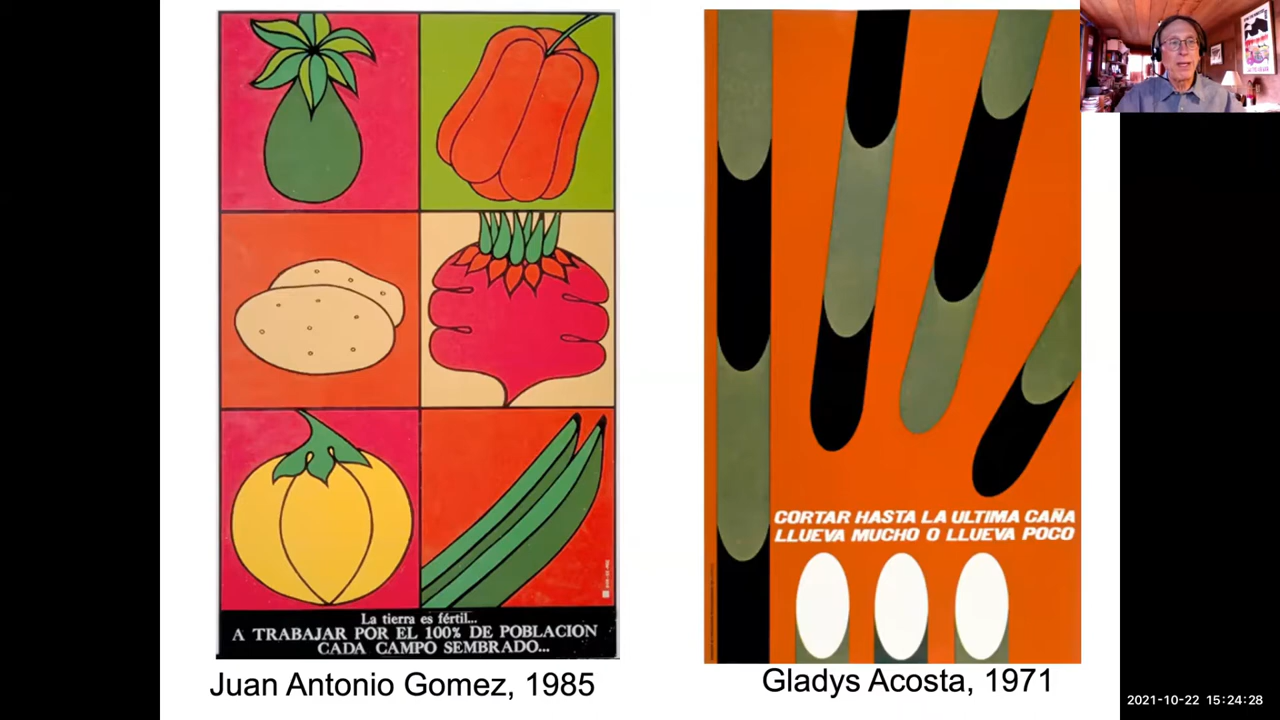 La tierra es fértil...
A TRABAJAR POR EL 100% DE POBLACION
CADA CAMPO SEMBRADO...
Juan Antonio Gomez, 1985
CORTAR HASTA LA ULTIMA CAÑA
LLUEVA MUCHO O LLUEVA POCO
Gladys Acosta, 1971
2021-10-22 15:24:28